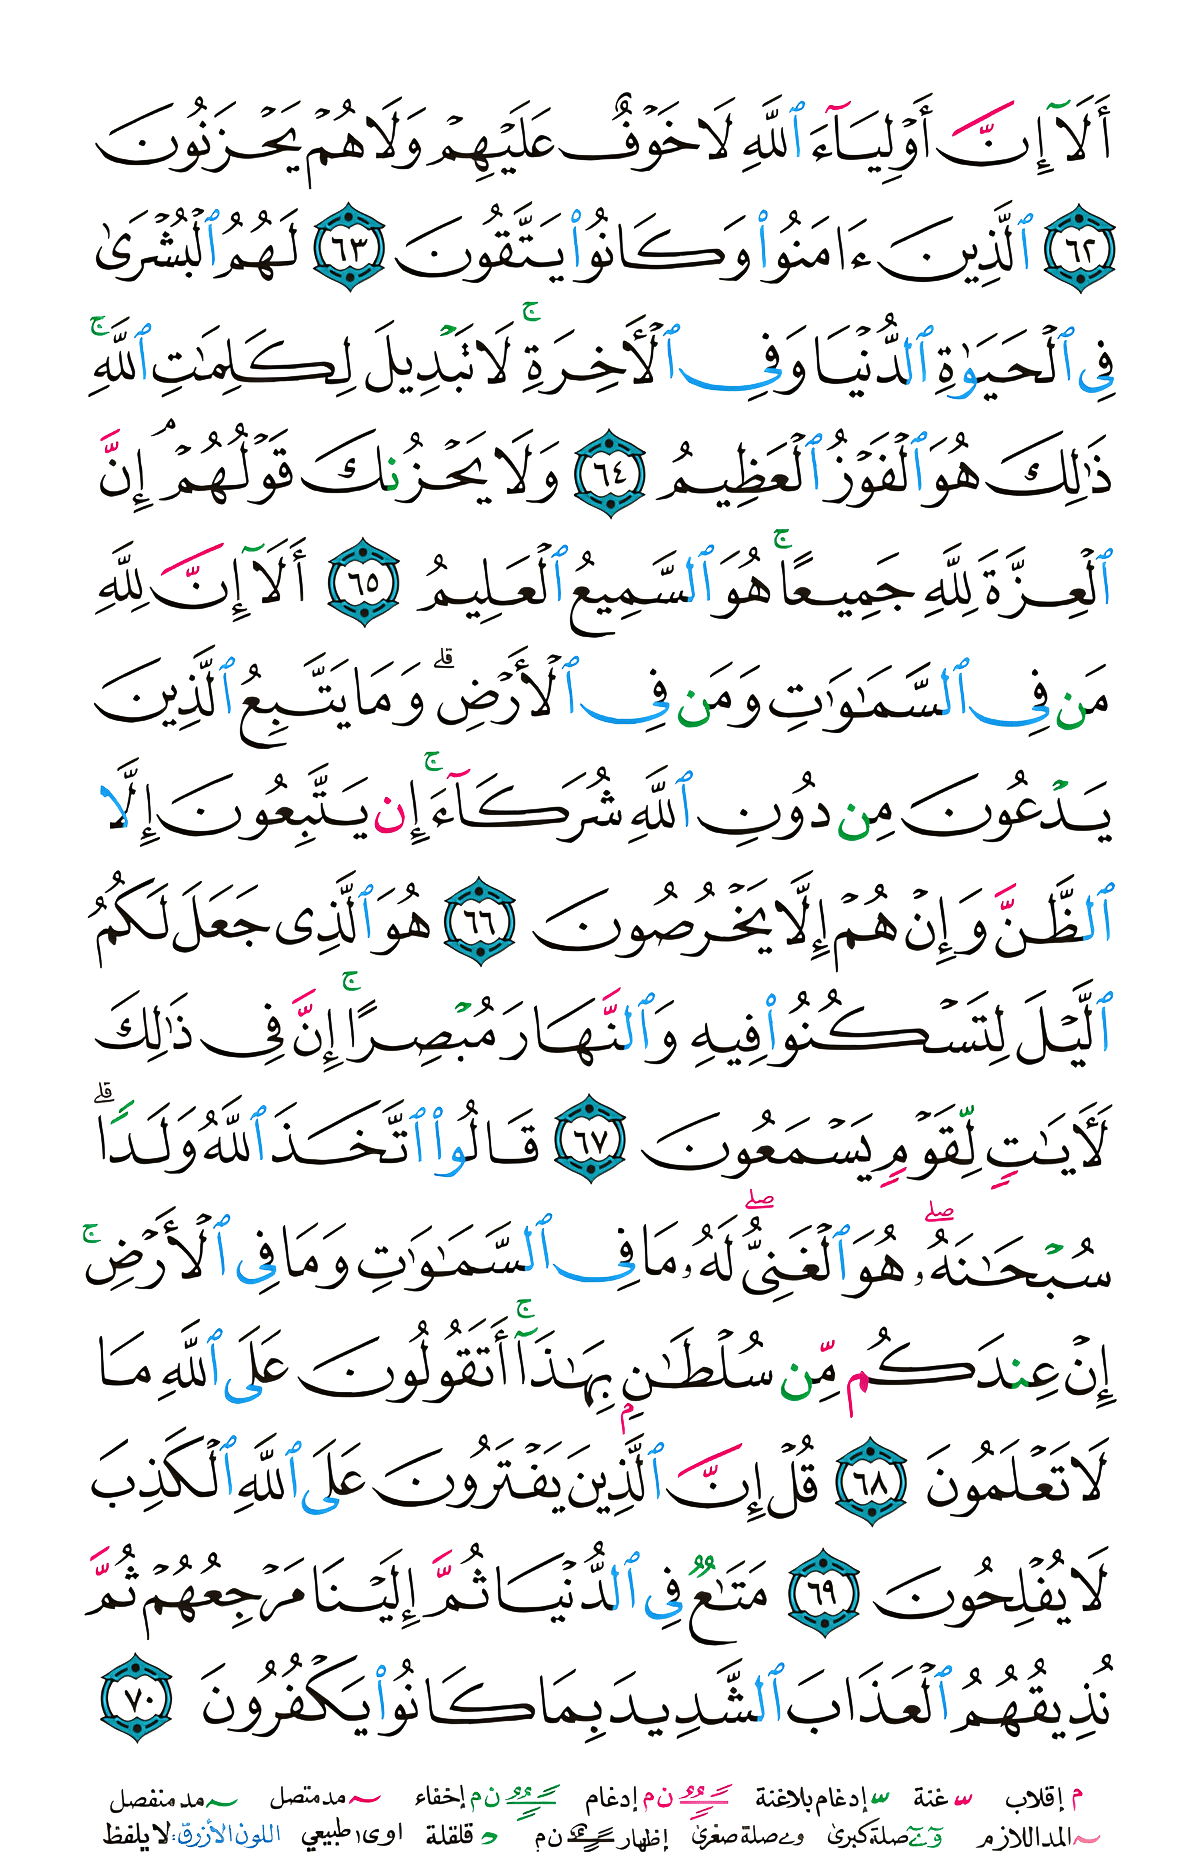 أَلَآ إِنَّ أَوْلِيَآءَ ٱللَّهِ لَا خَوْفٌ عَلَيْهِمْ وَلَا هُمْ يَحْزَنُونَ
٦٢ ٱلَّذِينَ ءَامَنُوا۟ وَكَانُوا۟ يَتَّقُونَ ٦٣ لَهُمُ ٱلْبُشْرَىٰ
فِى ٱلْحَيَوٰةِ ٱلدُّنْيَا وَفِى ٱلْأَخِرَةِ ۚ لَا تَبْدِيلَ لِكَلِمَٰتِ ٱللَّهِ ۚ
ذَٰلِكَ هُوَ ٱلْفَوْزُ ٱلْعَظِيمُ ٦٤ وَلَا يَحْزُنكَ قَوْلُهُمْ ۘ إِنَّ
ٱلْعِزَّةَ لِلَّهِ جَمِيعًا ۚ هُوَ ٱلسَّمِيعُ ٱلْعَلِيمُ ٦٥ أَلَآ إِنَّ لِلَّهِ
مَن فِى ٱلسَّمَٰوَٰتِ وَمَن فِى ٱلْأَرْضِ ۗ وَمَا يَتَّبِعُ ٱلَّذِينَ
يَدْعُونَ مِن دُونِ ٱللَّهِ شُرَكَآءَ ۚ إِن يَتَّبِعُونَ إِلَّا
ٱلظَّنَّ وَإِنْ هُمْ إِلَّا يَخْرُصُونَ ٦٦ هُوَ ٱلَّذِى جَعَلَ لَكُمُ
ٱلَّيْلَ لِتَسْكُنُوا۟ فِيهِ وَٱلنَّهَارَ مُبْصِرًا ۚ إِنَّ فِى ذَٰلِكَ
لَأَيَٰتٍ لِّقَوْمٍ يَسْمَعُونَ ٦٧ قَالُوا۟ ٱتَّخَذَ ٱللَّهُ وَلَدًا ۗ
سُبْحَٰنَهُۥ ۖ هُوَ ٱلْغَنِىُّ ۖ لَهُۥ مَا فِى ٱلسَّمَٰوَٰتِ وَمَا فِى ٱلْأَرْضِ ۚ
إِنْ عِندَكُم مِّن سُلْطَٰنٍۭ بِهَٰذَآ ۚ أَتَقُولُونَ عَلَى ٱللَّهِ مَا
لَا تَعْلَمُونَ ٦٨ قُلْ إِنَّ ٱلَّذِينَ يَفْتَرُونَ عَلَى ٱللَّهِ ٱلْكَذِبَ
لَا يُفْلِحُونَ ٦٩ مَتَٰعٌ فِى ٱلدُّنْيَا ثُمَّ إِلَيْنَا مَرْجِعُهُمْ ثُمَّ
نُذِيقُهُمُ ٱلْعَذَابَ ٱلشَّدِيدَ بِمَا كَانُوا۟ يَكْفُرُونَ ٧٠
م إقلاب غنة إدغام بلاغنة ن م إدغام ن م إخفاء مد متصل مد منفصل
المد اللازم و ے صلة كبرى و ے صلة صغرى إظهار ن م قلقلة اوى طبيعي اللون الأزرق: لا يلفظ